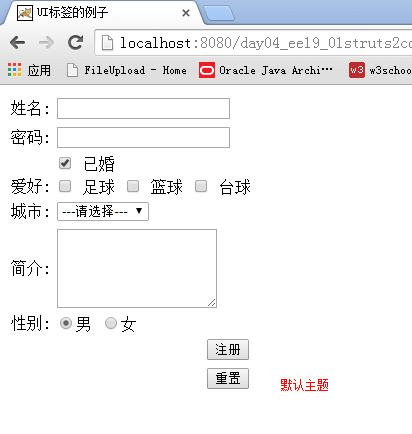 UI标签的例子
localhost:8080/day04_ee19_01struts2co
应用 FileUpload - Home Oracle Java Archi… w3 w3schoo
姓名:
密码:
已婚
爱好: 足球 篮球 台球
城市: ---请选择---
简介:
性别: 男 女
注册
重置 默认主题